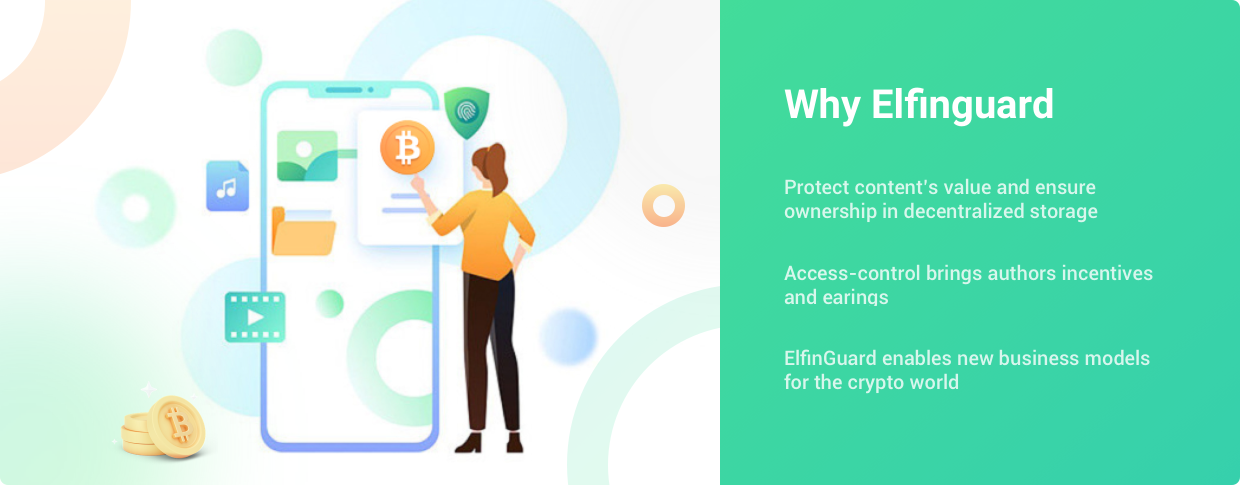 Why Elfinguard
Protect content's value and ensure
ownership in decentralized storage
Access-control brings authors incentives
and earings
ElfinGuard enables new business models
for the crypto world